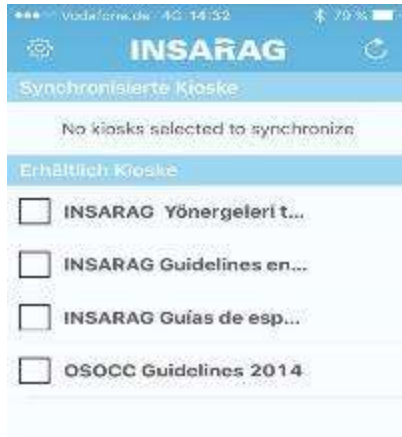 Vodafone.de 4G 14:32 79 %
INSARAG
Synchronisierte Kioske
No kiosks selected to synchronize
Erhältlich Kioske
INSARAG Yönergeleri t...
INSARAG Guidelines en...
INSARAG Guías de esp...
OSOCC Guidelines 2014